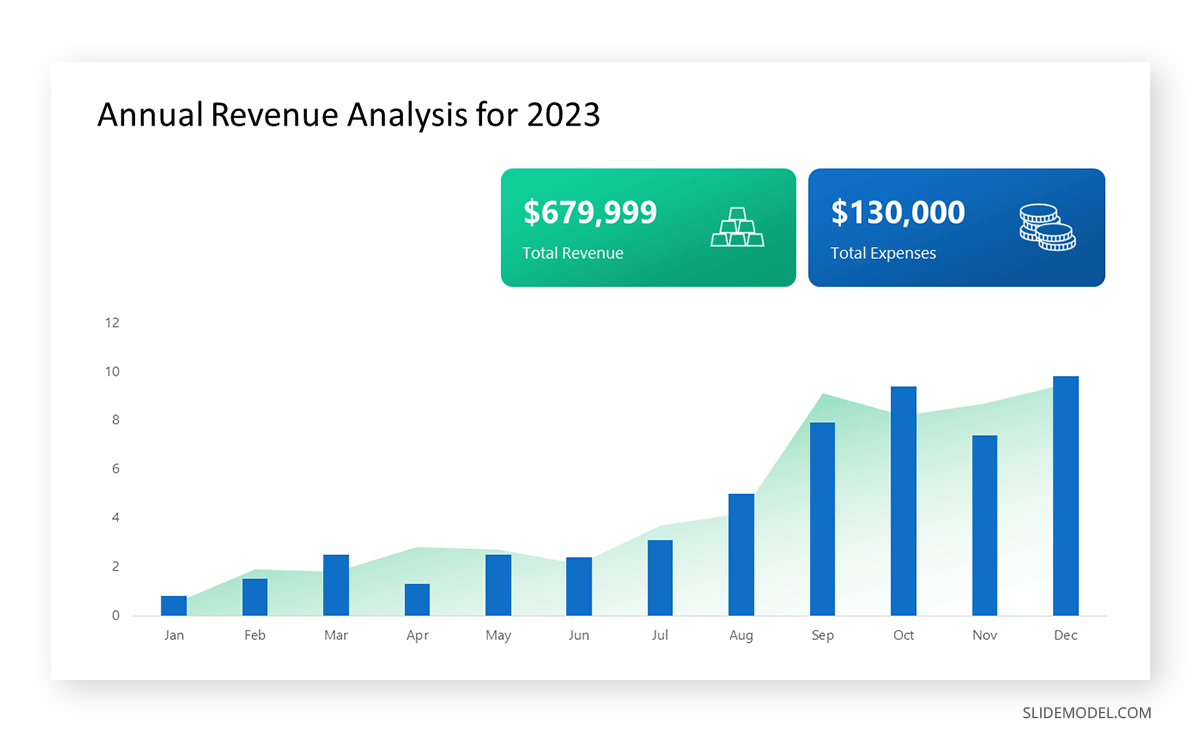 Annual Revenue Analysis for 2023
$679,999
Total Revenue
$130,000
Total Expenses
12
10
8
6
4
2
0
Jan Feb Mar Apr May Jun Jul Aug Sep Oct Nov Dec
SLIDEMODEL.COM